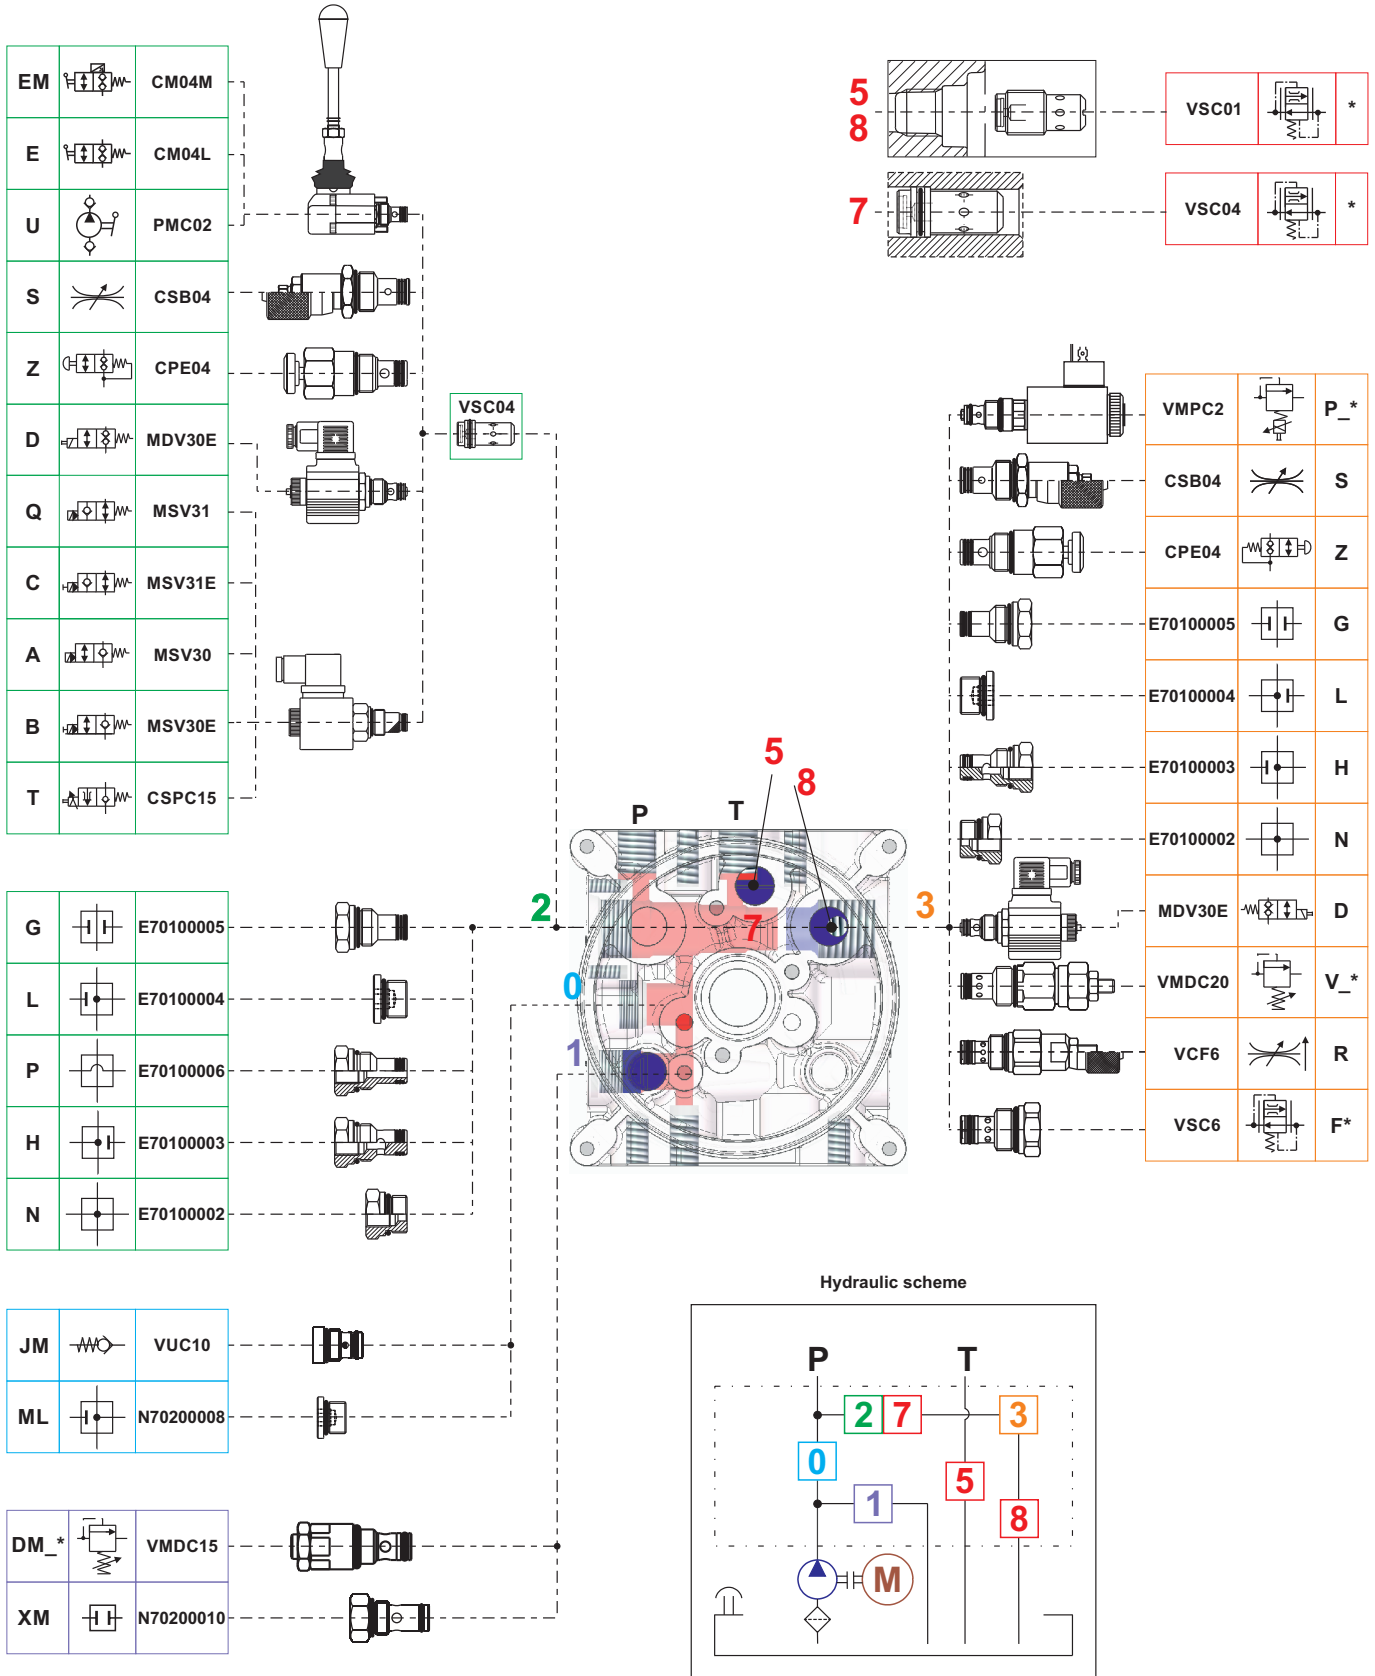 EM CM04M
E CM04L
U PMC02
S CSB04
Z CPE04
D MDV30E
Q MSV31
C MSV31E
A MSV30
B MSV30E
T CSPC15
VSC04
5
8
VSC01 *
7
VSC04 *
VMPC2 P_*
CSB04 S
CPE04 Z
E70100005 G
E70100004 L
E70100003 H
E70100002 N
MDV30E D
VMDC20 V_*
VCF6 R
VSC6 F*
5
8
P T
2
7
3
0
1
G E70100005
L E70100004
P E70100006
H E70100003
N E70100002
JM VUC10
ML N70200008
DM_* VMDC15
XM N70200010
Hydraulic scheme
P T
2 7 3
0
5
1
8
M